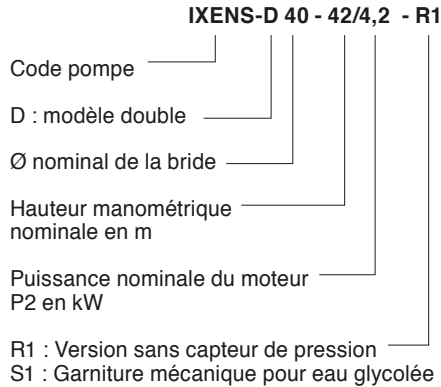 IXENS-D 40 - 42/4,2 - R1
Code pompe
D : modèle double
Ø nominal de la bride
Hauteur manométrique
nominale en m
Puissance nominale du moteur
P2 en kW
R1 : Version sans capteur de pression
S1 : Garniture mécanique pour eau glycolée